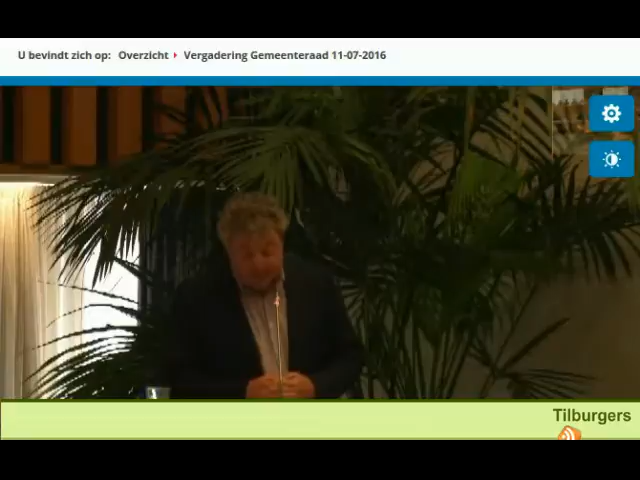 U bevindt zich op: Overzicht Vergadering Gemeenteraad 11-07-2016
Tilburgers